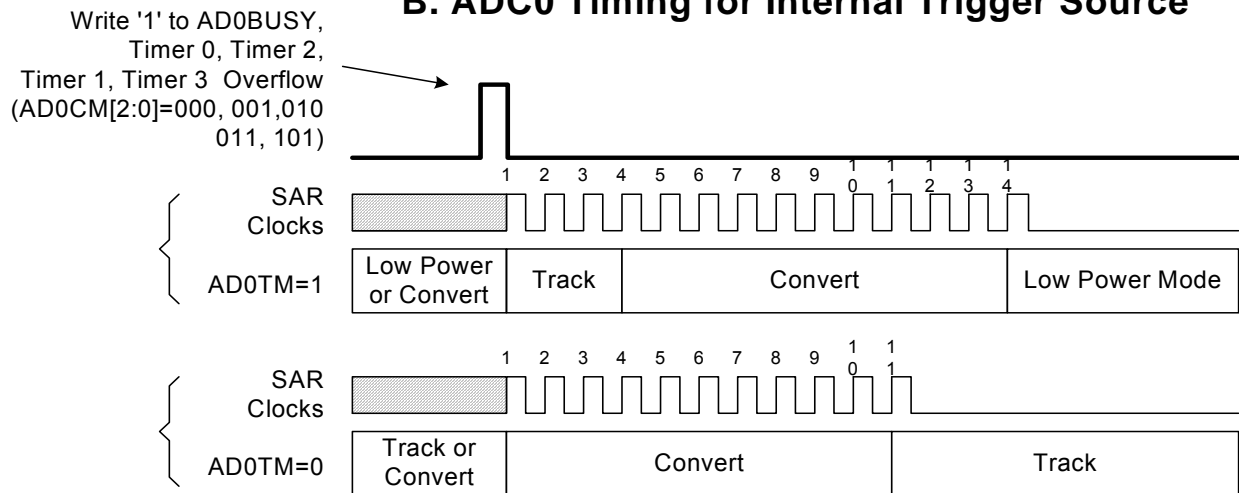 B. ADC0 Timing for Internal Trigger Source
Write '1' to AD0BUSY,
Timer 0, Timer 2,
Timer 1, Timer 3 Overflow
(AD0CM[2:0]=000, 001,010
011, 101)
1 2 3 4 5 6 7 8 9 10 11 12 13 14
SAR
Clocks
AD0TM=1
Low Power
or Convert
Track
Convert
Low Power Mode
1 2 3 4 5 6 7 8 9 10 11
SAR
Clocks
AD0TM=0
Track or
Convert
Convert
Track